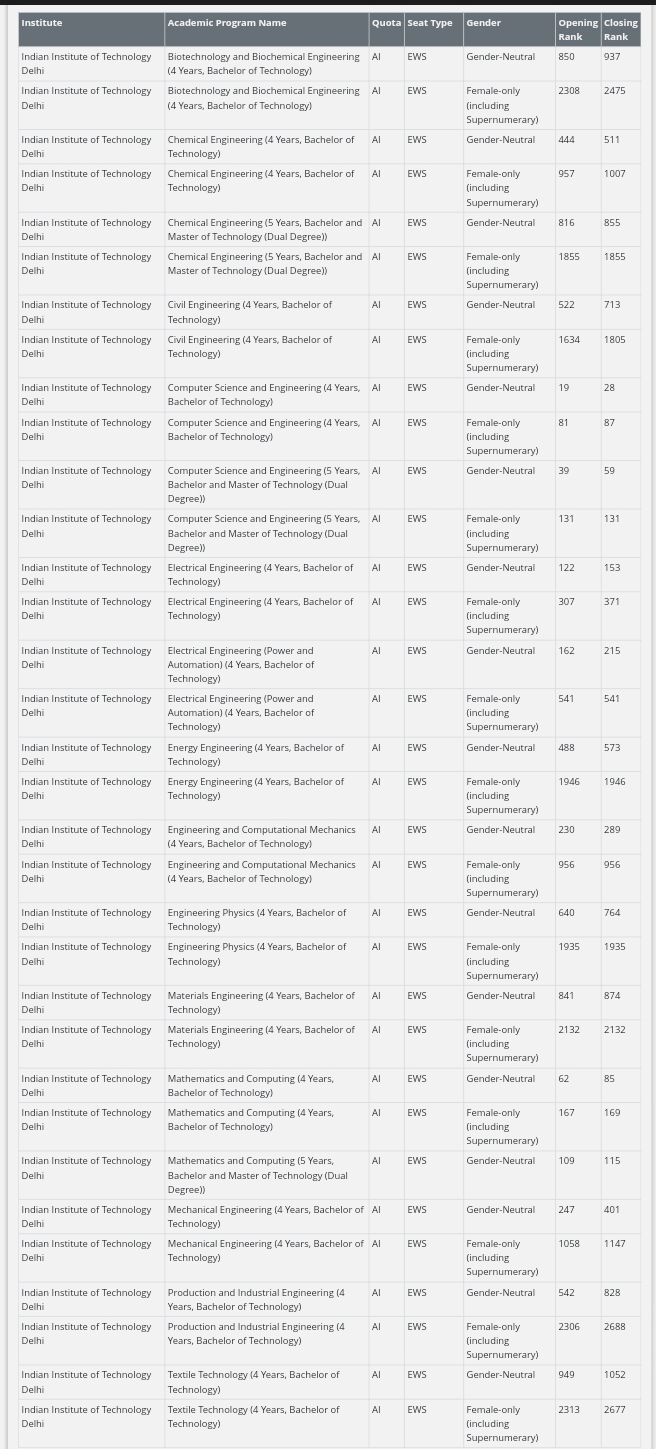 Institute Academic Program Name Quota Seat Type Gender Opening Closing
Rank Rank
Indian Institute of Technology Biotechnology and Biochemical Engineering AI EWS Gender-Neutral 850 937
Delhi (4 Years, Bachelor of Technology)
Indian Institute of Technology Biotechnology and Biochemical Engineering AI EWS Female-only 2308 2475
Delhi (4 Years, Bachelor of Technology) (including
Supernumerary)
Indian Institute of Technology Chemical Engineering (4 Years, Bachelor of AI EWS Gender-Neutral 444 511
Delhi Technology)
Indian Institute of Technology Chemical Engineering (4 Years, Bachelor of AI EWS Female-only 957 1007
Delhi Technology) (including
Supernumerary)
Indian Institute of Technology Chemical Engineering (5 Years, Bachelor and AI EWS Gender-Neutral 816 855
Delhi Master of Technology (Dual Degree))
Indian Institute of Technology Chemical Engineering (5 Years, Bachelor and AI EWS Female-only 1855 1855
Delhi Master of Technology (Dual Degree)) (including
Supernumerary)
Indian Institute of Technology Civil Engineering (4 Years, Bachelor of AI EWS Gender-Neutral 522 713
Delhi Technology)
Indian Institute of Technology Civil Engineering (4 Years, Bachelor of AI EWS Female-only 1634 1805
Delhi Technology) (including
Supernumerary)
Indian Institute of Technology Computer Science and Engineering (4 Years, AI EWS Gender-Neutral 19 28
Delhi Bachelor of Technology)
Indian Institute of Technology Computer Science and Engineering (4 Years, AI EWS Female-only 81 87
Delhi Bachelor of Technology) (including
Supernumerary)
Indian Institute of Technology Computer Science and Engineering (5 Years, AI EWS Gender-Neutral 39 59
Delhi Bachelor and Master of Technology (Dual
Degree))
Indian Institute of Technology Computer Science and Engineering (5 Years, AI EWS Female-only 131 131
Delhi Bachelor and Master of Technology (Dual (including
Degree)) Supernumerary)
Indian Institute of Technology Electrical Engineering (4 Years, Bachelor of AI EWS Gender-Neutral 122 153
Delhi Technology)
Indian Institute of Technology Electrical Engineering (4 Years, Bachelor of AI EWS Female-only 307 371
Delhi Technology) (including
Supernumerary)
Indian Institute of Technology Electrical Engineering (Power and AI EWS Gender-Neutral 162 215
Delhi Automation) (4 Years, Bachelor of
Technology)
Indian Institute of Technology Electrical Engineering (Power and AI EWS Female-only 541 541
Delhi Automation) (4 Years, Bachelor of (including
Technology) Supernumerary)
Indian Institute of Technology Energy Engineering (4 Years, Bachelor of AI EWS Gender-Neutral 488 573
Delhi Technology)
Indian Institute of Technology Energy Engineering (4 Years, Bachelor of AI EWS Female-only 1946 1946
Delhi Technology) (including
Supernumerary)
Indian Institute of Technology Engineering and Computational Mechanics AI EWS Gender-Neutral 230 289
Delhi (4 Years, Bachelor of Technology)
Indian Institute of Technology Engineering and Computational Mechanics AI EWS Female-only 956 956
Delhi (4 Years, Bachelor of Technology) (including
Supernumerary)
Indian Institute of Technology Engineering Physics (4 Years, Bachelor of AI EWS Gender-Neutral 640 764
Delhi Technology)
Indian Institute of Technology Engineering Physics (4 Years, Bachelor of AI EWS Female-only 1935 1935
Delhi Technology) (including
Supernumerary)
Indian Institute of Technology Materials Engineering (4 Years, Bachelor of AI EWS Gender-Neutral 841 874
Delhi Technology)
Indian Institute of Technology Materials Engineering (4 Years, Bachelor of AI EWS Female-only 2132 2132
Delhi Technology) (including
Supernumerary)
Indian Institute of Technology Mathematics and Computing (4 Years, AI EWS Gender-Neutral 62 85
Delhi Bachelor of Technology)
Indian Institute of Technology Mathematics and Computing (4 Years, AI EWS Female-only 167 169
Delhi Bachelor of Technology) (including
Supernumerary)
Indian Institute of Technology Mathematics and Computing (5 Years, AI EWS Gender-Neutral 109 115
Delhi Bachelor and Master of Technology (Dual
Degree))
Indian Institute of Technology Mechanical Engineering (4 Years, Bachelor of AI EWS Gender-Neutral 247 401
Delhi Technology)
Indian Institute of Technology Mechanical Engineering (4 Years, Bachelor of AI EWS Female-only 1058 1147
Delhi Technology) (including
Supernumerary)
Indian Institute of Technology Production and Industrial Engineering (4 AI EWS Gender-Neutral 542 828
Delhi Years, Bachelor of Technology)
Indian Institute of Technology Production and Industrial Engineering (4 AI EWS Female-only 2306 2688
Delhi Years, Bachelor of Technology) (including
Supernumerary)
Indian Institute of Technology Textile Technology (4 Years, Bachelor of AI EWS Gender-Neutral 949 1052
Delhi Technology)
Indian Institute of Technology Textile Technology (4 Years, Bachelor of AI EWS Female-only 2313 2677
Delhi Technology) (including
Supernumerary)